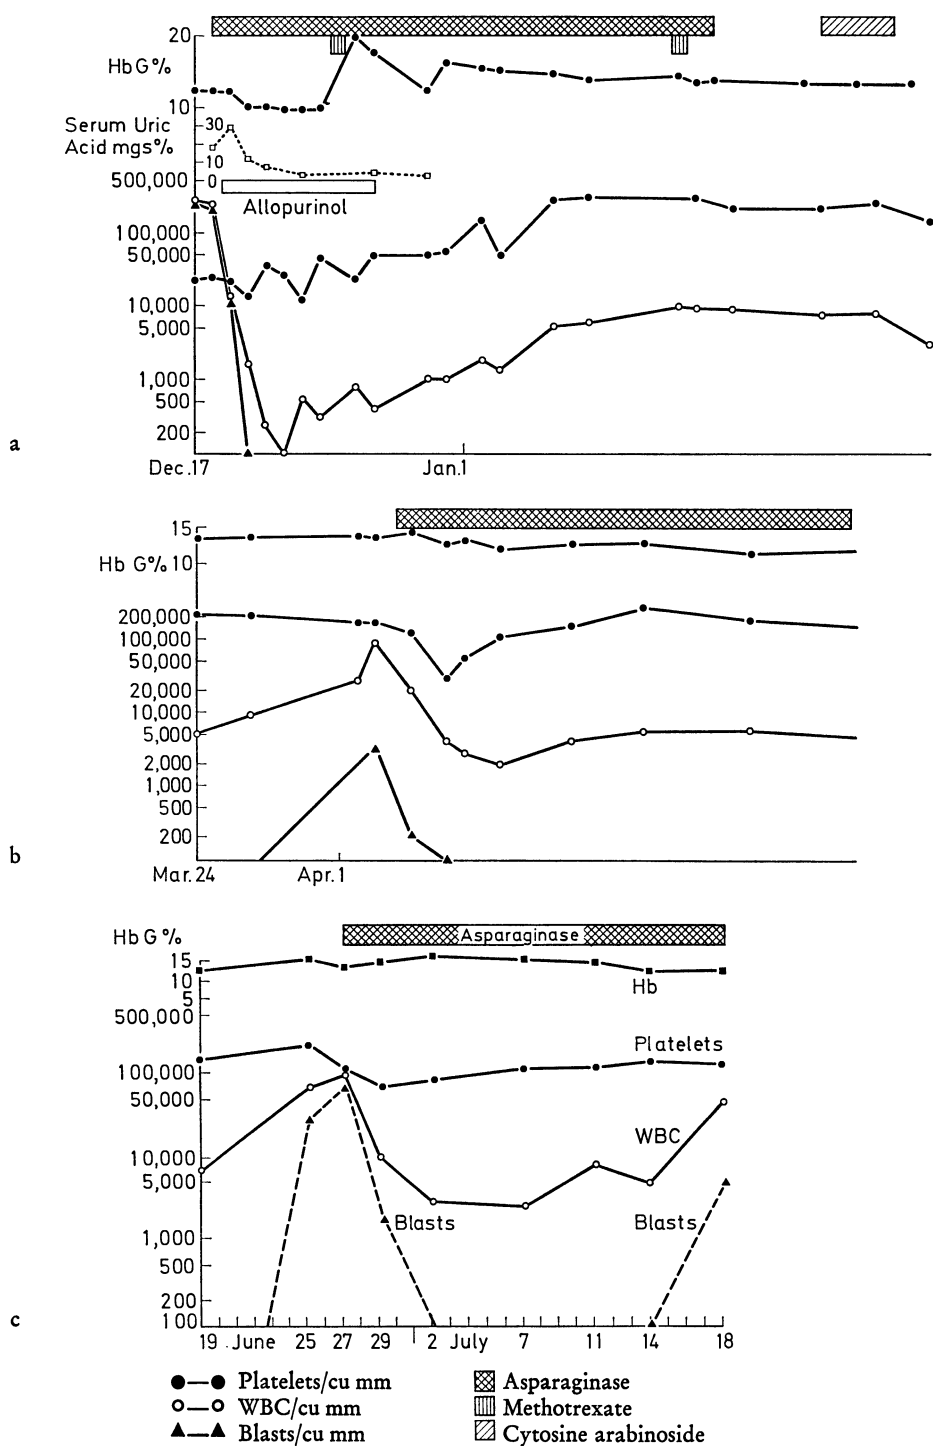 20
Hb G%
10
Serum Uric
Acid mgs%
30
10
0
500,000
Allopurinol
100,000
50,000
10,000
5,000
1,000
500
200
a
Dec.17 Jan.1
15
Hb G% 10
200,000
100,000
50,000
20,000
10,000
5,000
2,000
1,000
500
200
b
Mar.24 Apr.1
Hb G%
Asparaginase
15
10
5
Hb
500,000
Platelets
100,000
50,000
WBC
10,000
5,000
Blasts Blasts
1,000
500
200
100
c
19 June 25 27 29 2 July 7 11 14 18
Platelets/cu mm
WBC/cu mm
Blasts/cu mm
Asparaginase
Methotrexate
Cytosine arabinoside